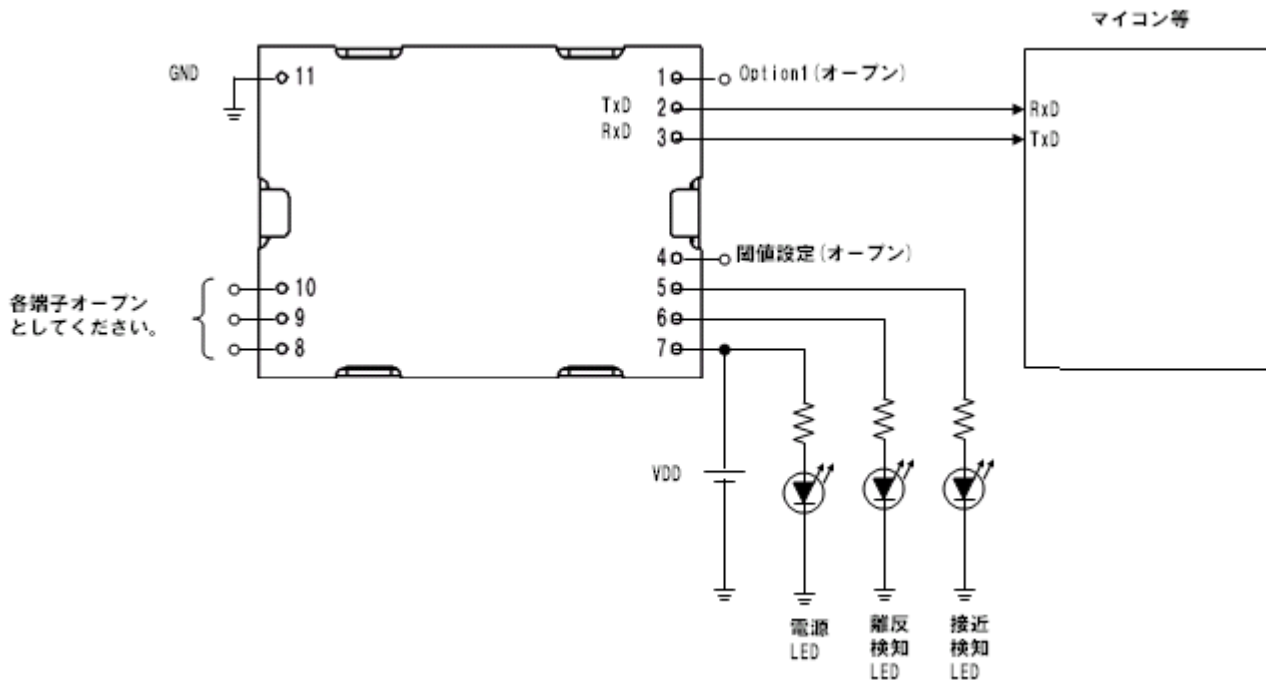 マイコン等
GND
11
1
Option1(オープン)
TxD
2
RxD
RxD
3
TxD
4
閾値設定(オープン)
各端子オープン
としてください。
10
9
8
5
6
7
VDD
電源
LED
離反
検知
LED
接近
検知
LED